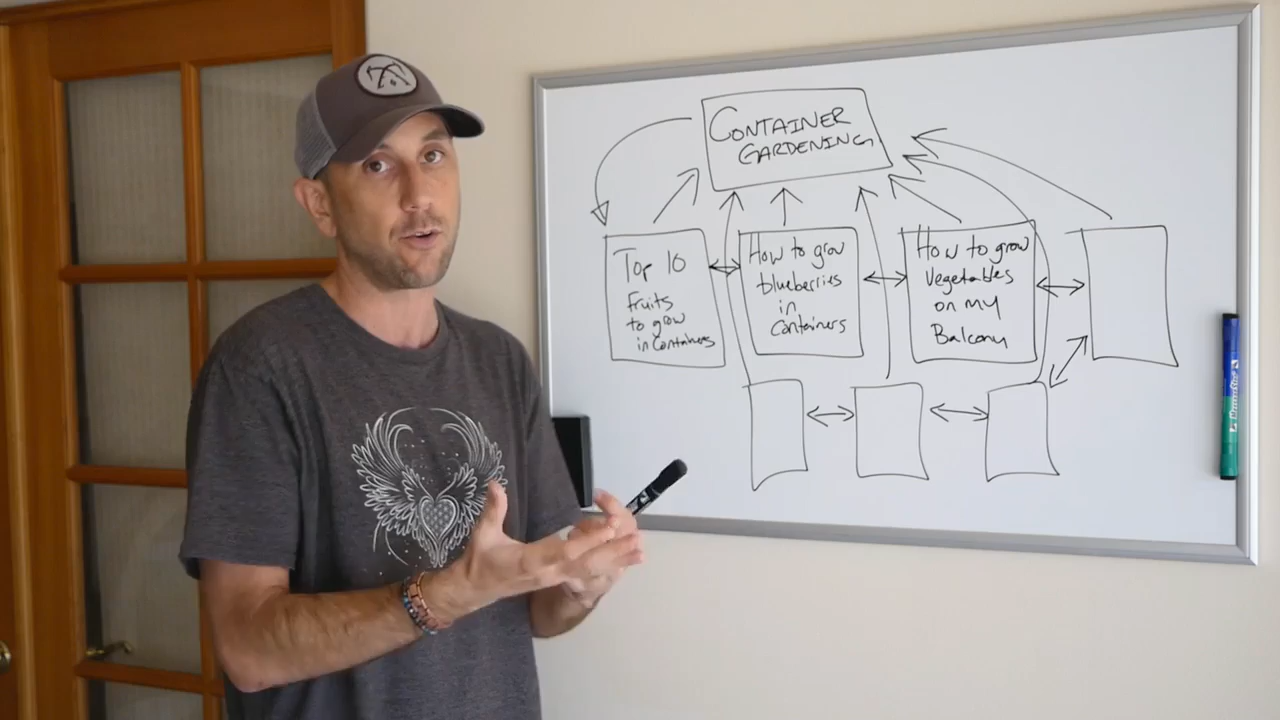 CONTAINER
GARDENING
Top 10
fruits
to grow
in Containers
How to grow
blueberries
in
Containers
How to grow
Vegetables
on my
Balcony